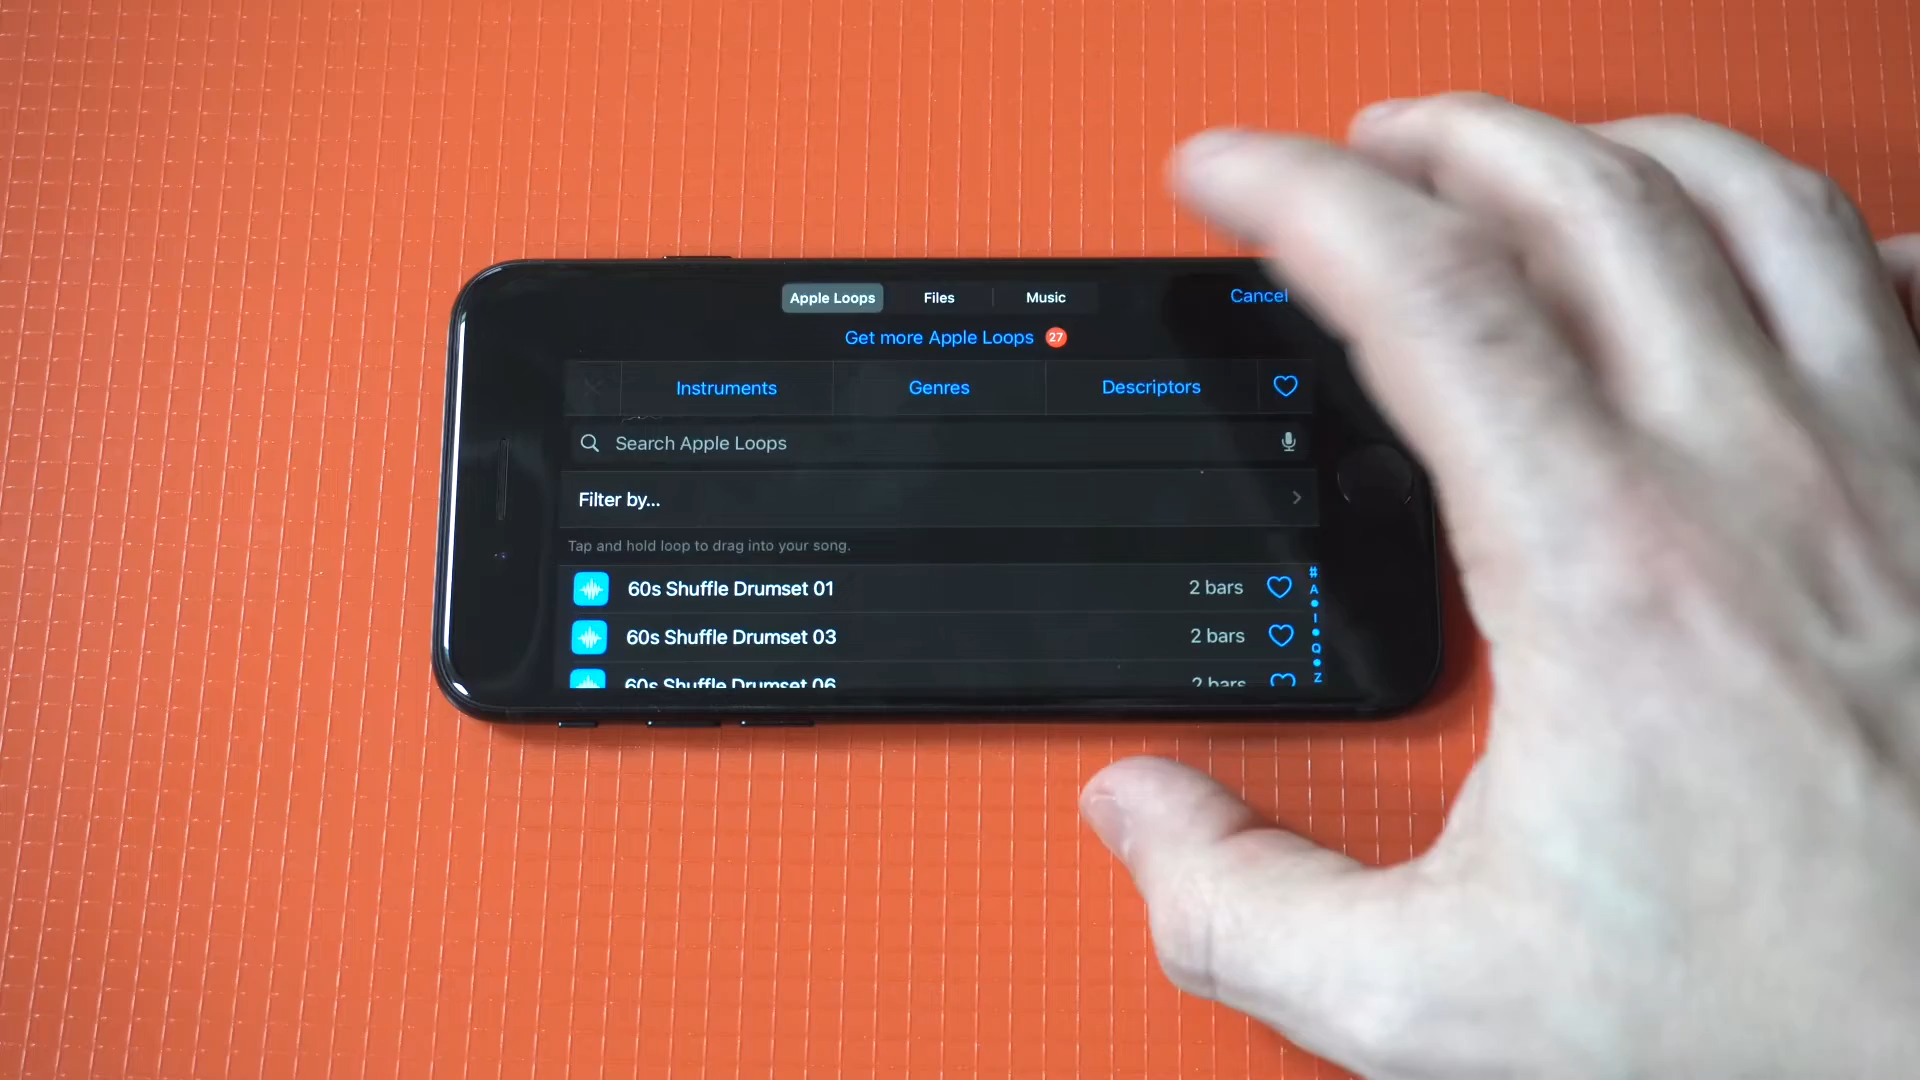 Apple Loops Files Music Cancel
Get more Apple Loops 27
Instruments Genres Descriptors
Search Apple Loops
Filter by...
Tap and hold loop to drag into your song.
60s Shuffle Drumset 01 2 bars
60s Shuffle Drumset 03 2 bars
60s Shuffle Drumset 06 2 bars
#
A
I
Q
Z